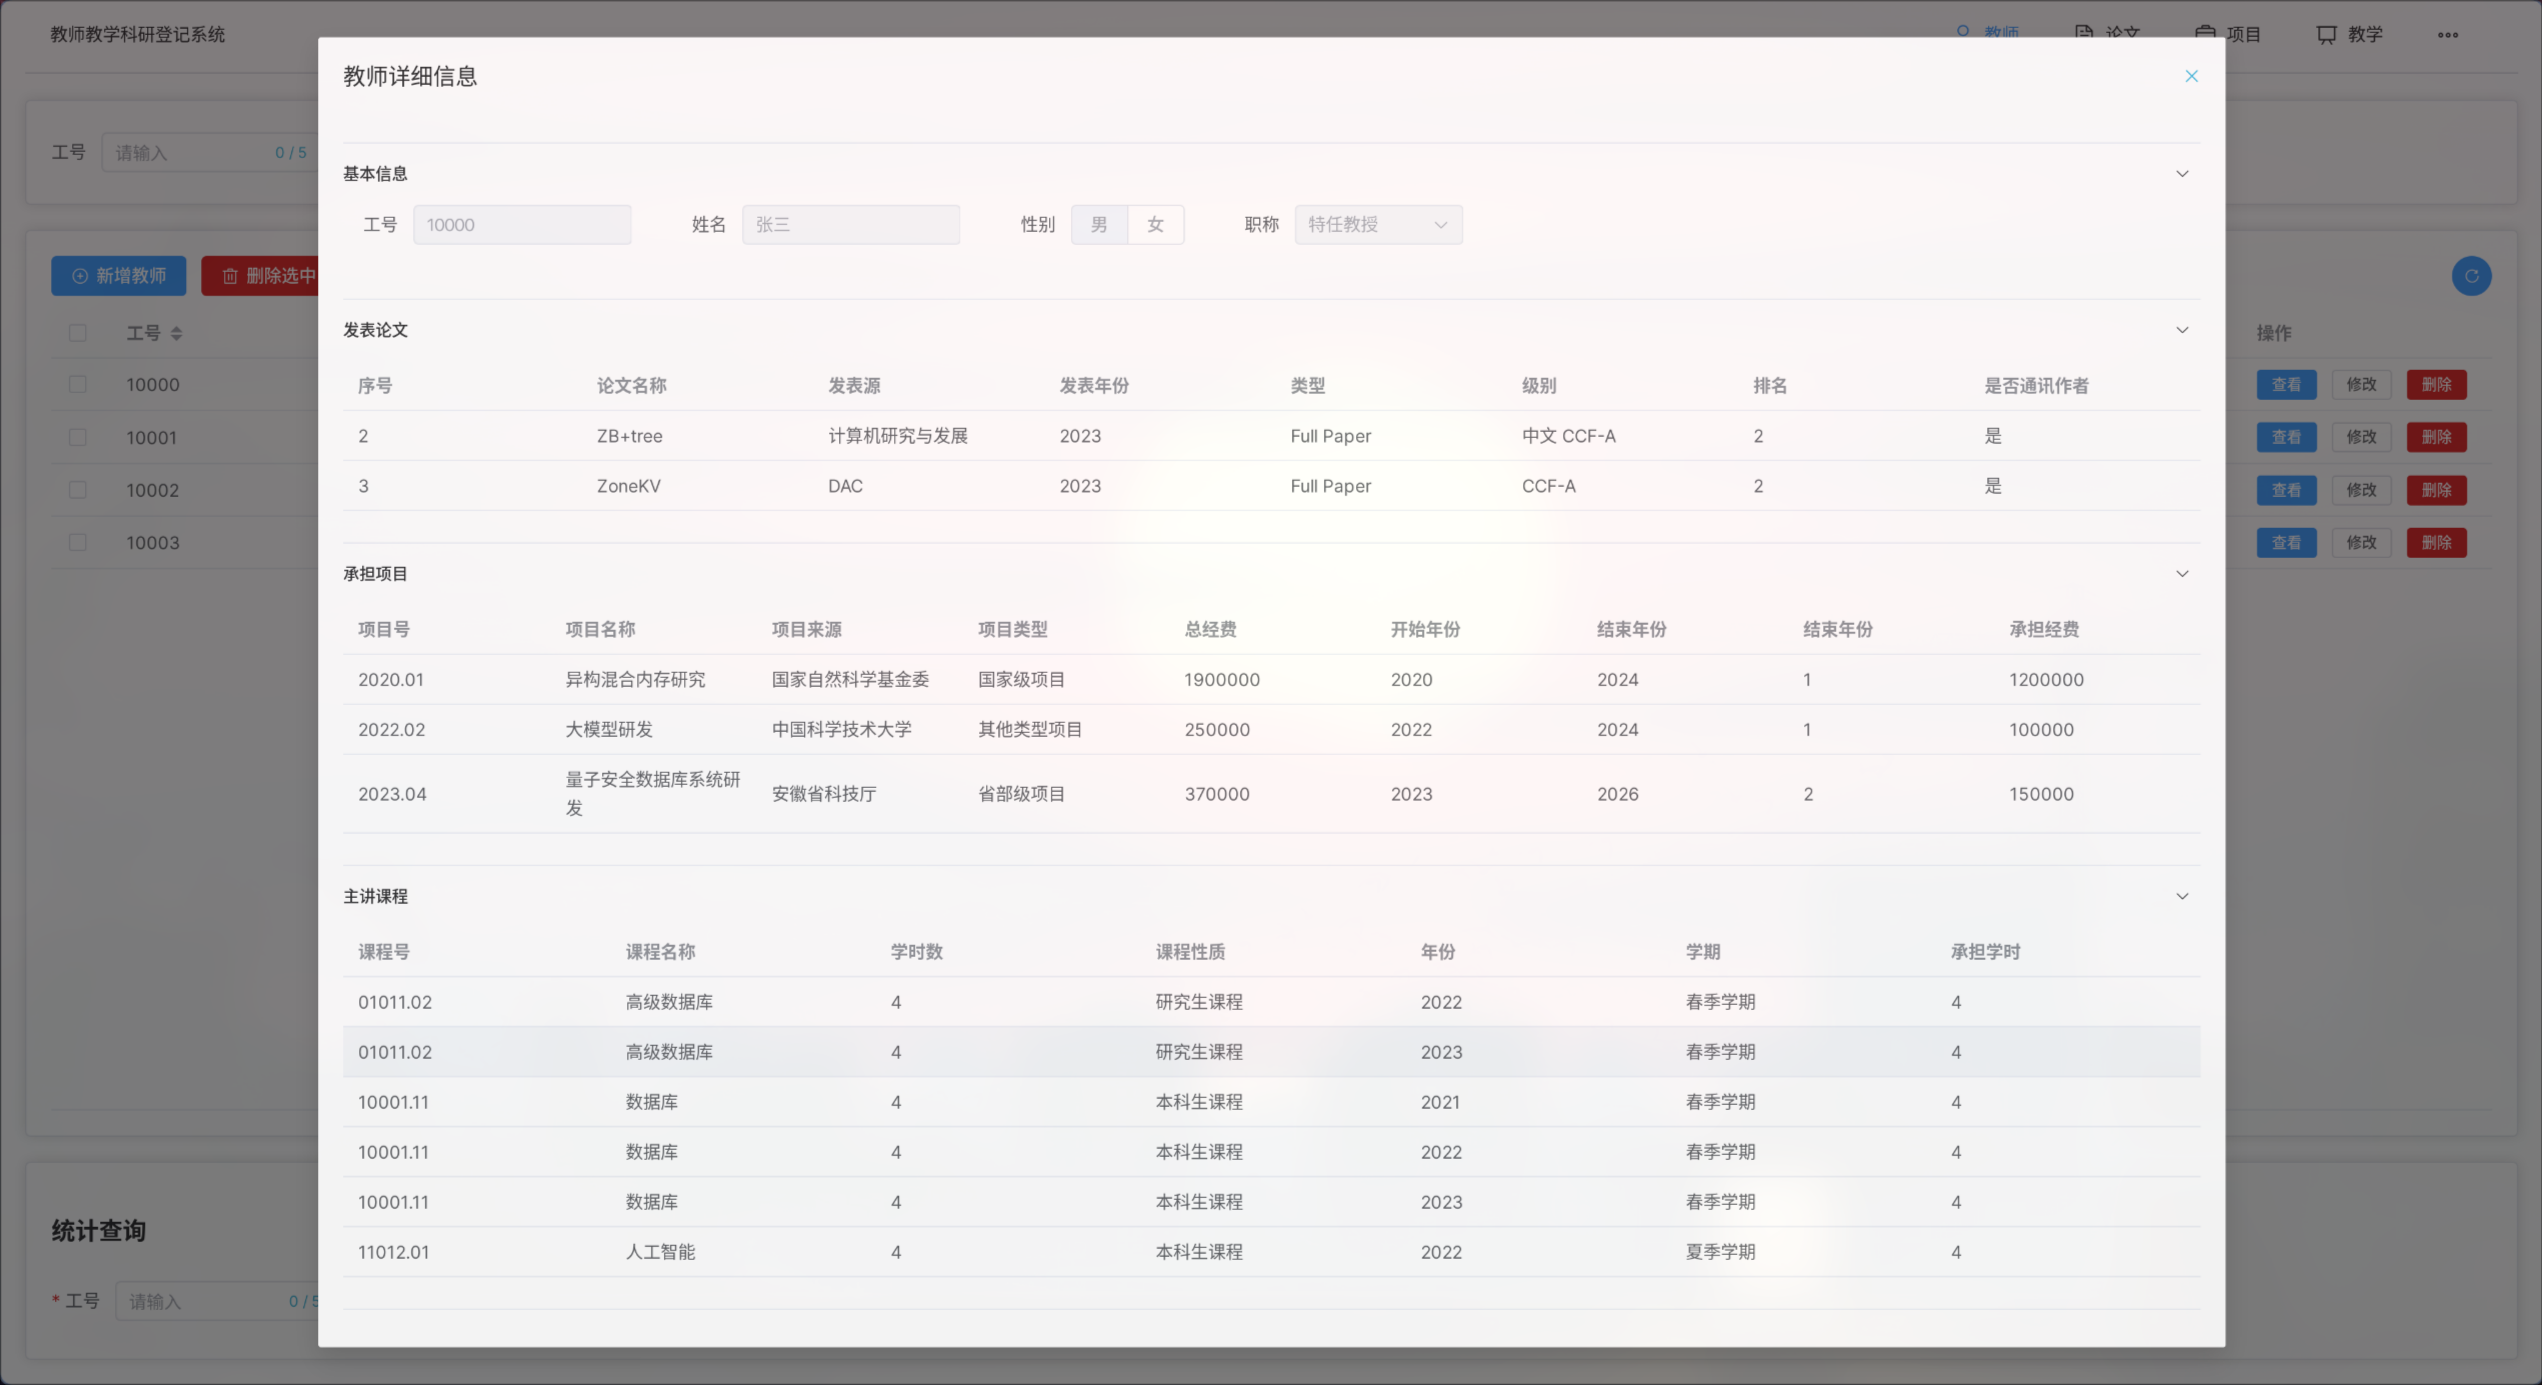 教师教学科研登记系统
教师 论文 项目 教学
教师详细信息
工号 请输入 0 / 5
基本信息
工号 10000 姓名 张三 性别 男 女 职称 特任教授
新增教师 删除选中
发表论文
工号 操作
序号 论文名称 发表源 发表年份 类型 级别 排名 是否通讯作者
10000 查看 修改 删除
2 ZB+tree 计算机研究与发展 2023 Full Paper 中文 CCF-A 2 是
10001 查看 修改 删除
3 ZoneKV DAC 2023 Full Paper CCF-A 2 是
10002 查看 修改 删除
10003 查看 修改 删除
承担项目
项目号 项目名称 项目来源 项目类型 总经费 开始年份 结束年份 结束年份 承担经费
2020.01 异构混合内存研究 国家自然科学基金委 国家级项目 1900000 2020 2024 1 1200000
2022.02 大模型研发 中国科学技术大学 其他类型项目 250000 2022 2024 1 100000
2023.04 量子安全数据库系统研 安徽省科技厅 省部级项目 370000 2023 2026 2 150000
发
主讲课程
课程号 课程名称 学时数 课程性质 年份 学期 承担学时
01011.02 高级数据库 4 研究生课程 2022 春季学期 4
01011.02 高级数据库 4 研究生课程 2023 春季学期 4
10001.11 数据库 4 本科生课程 2021 春季学期 4
10001.11 数据库 4 本科生课程 2022 春季学期 4
10001.11 数据库 4 本科生课程 2023 春季学期 4
11012.01 人工智能 4 本科生课程 2022 夏季学期 4
统计查询
* 工号 请输入 0 / 5